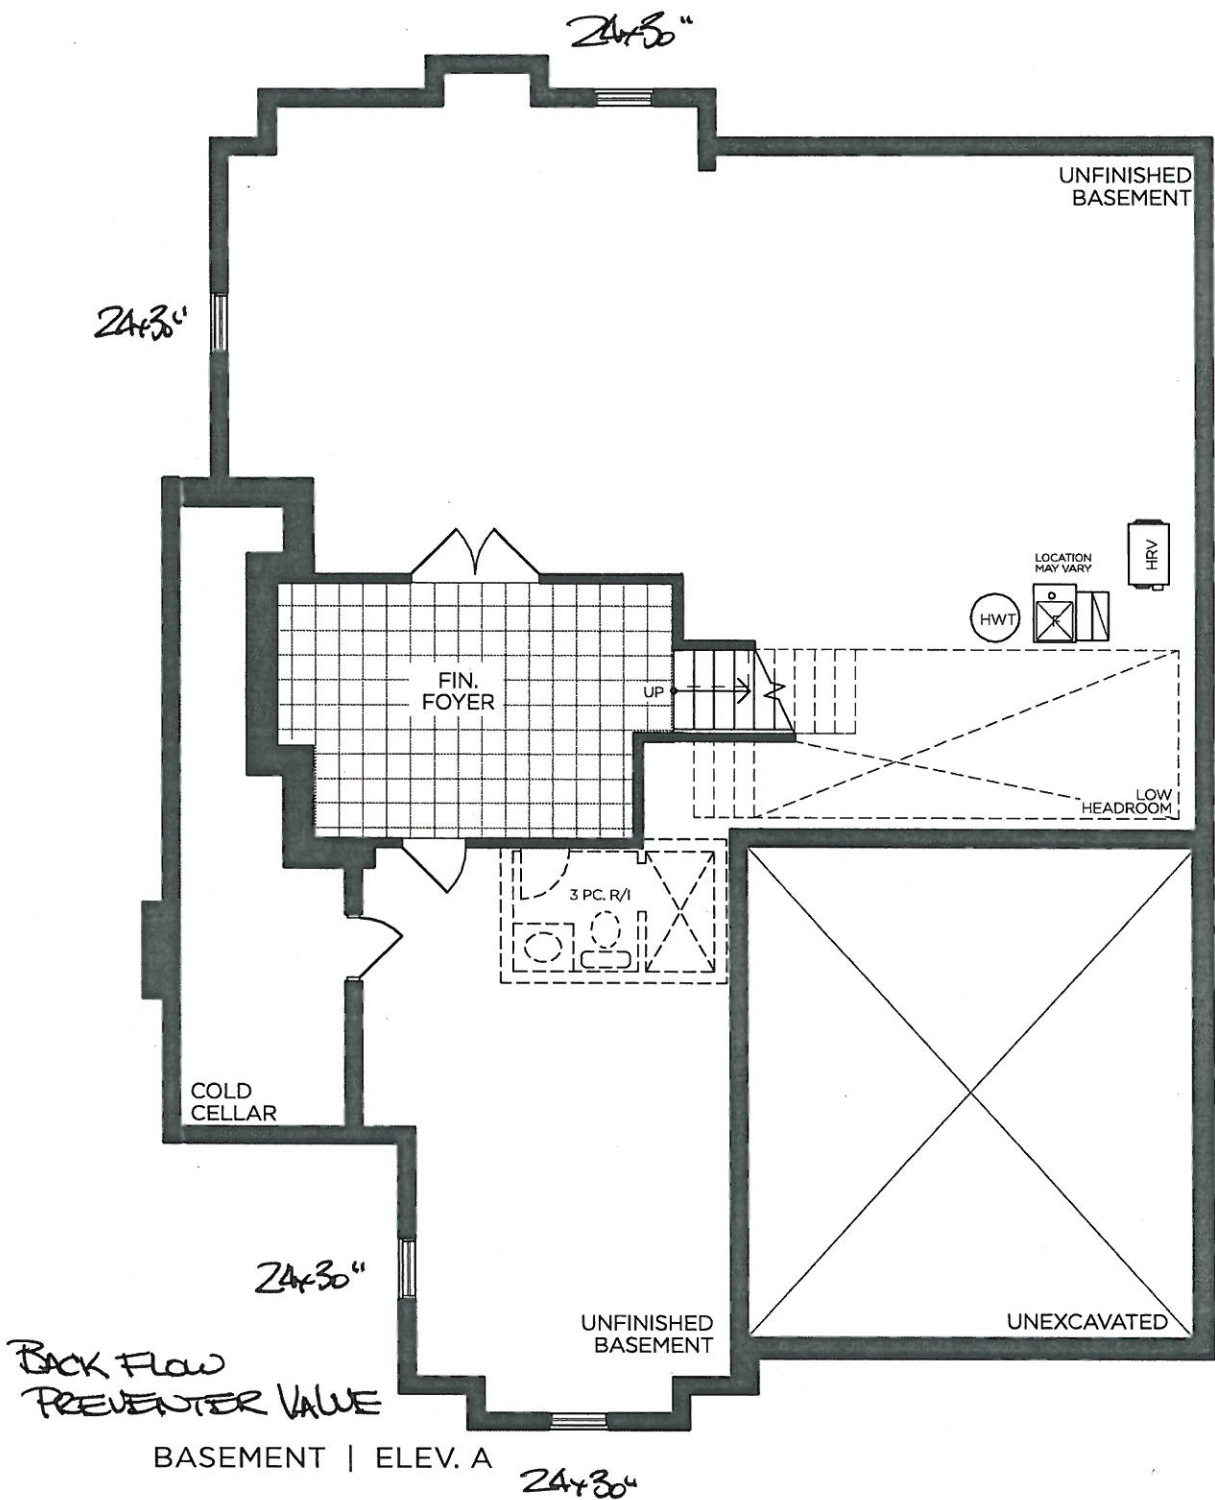 24x30"
UNFINISHED
BASEMENT
24x30"
LOCATION
MAY VARY
HRV
HWT
F
FIN.
FOYER
UP
LOW
HEADROOM
3 PC. R/I
COLD
CELLAR
24x30"
UNFINISHED
BASEMENT
UNEXCAVATED
BACK FLOW
PREVENTER VALUE
BASEMENT | ELEV. A
24x30"